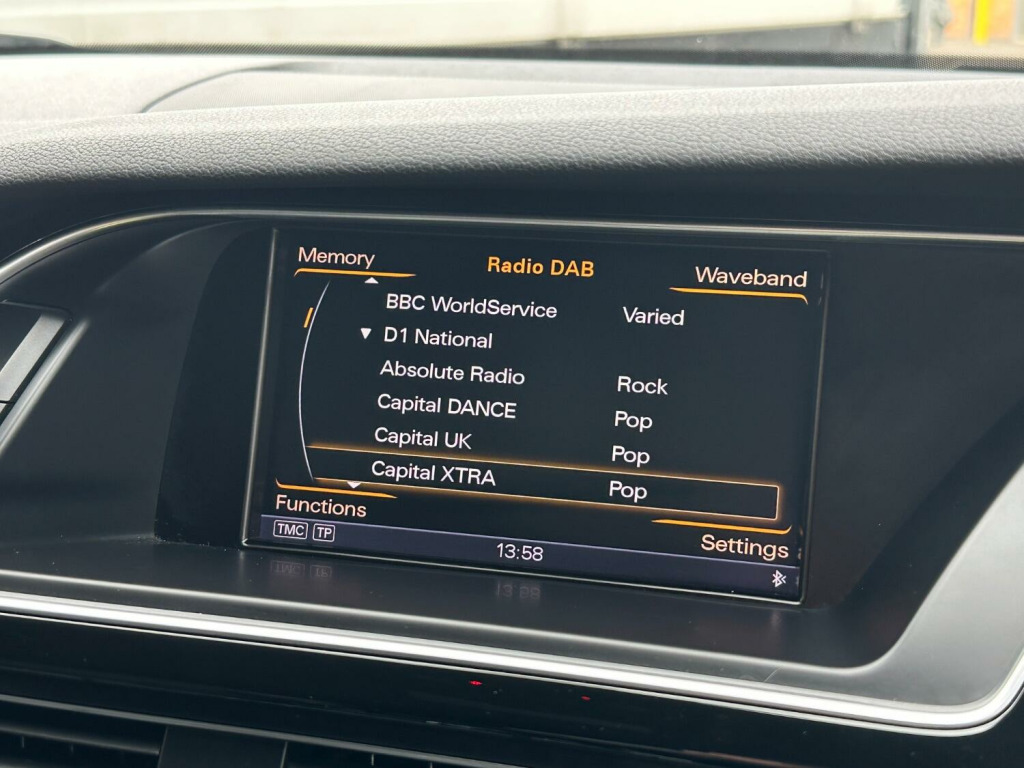 Memory Radio DAB Waveband
BBC WorldService Varied
▼ D1 National
Absolute Radio Rock
Capital DANCE Pop
Capital UK Pop
Capital XTRA Pop
Functions Settings
TMC TP 13:58